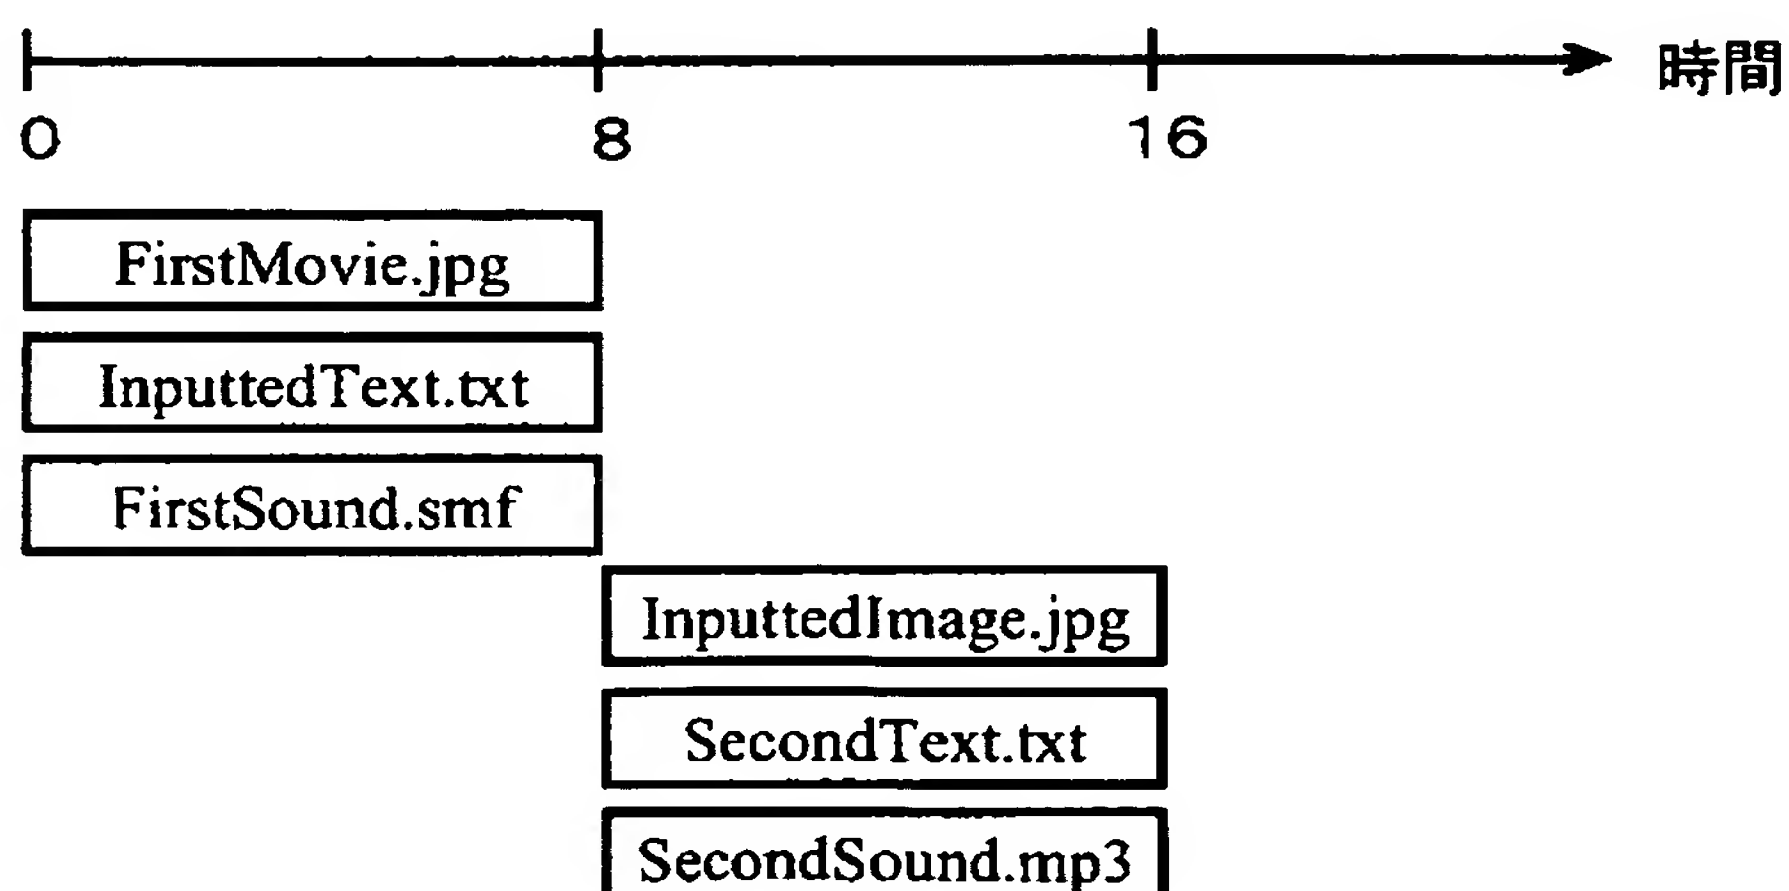 時間
0 8 16
FirstMovie.jpg
InputtedText.txt
FirstSound.smf
InputtedImage.jpg
SecondText.txt
SecondSound.mp3